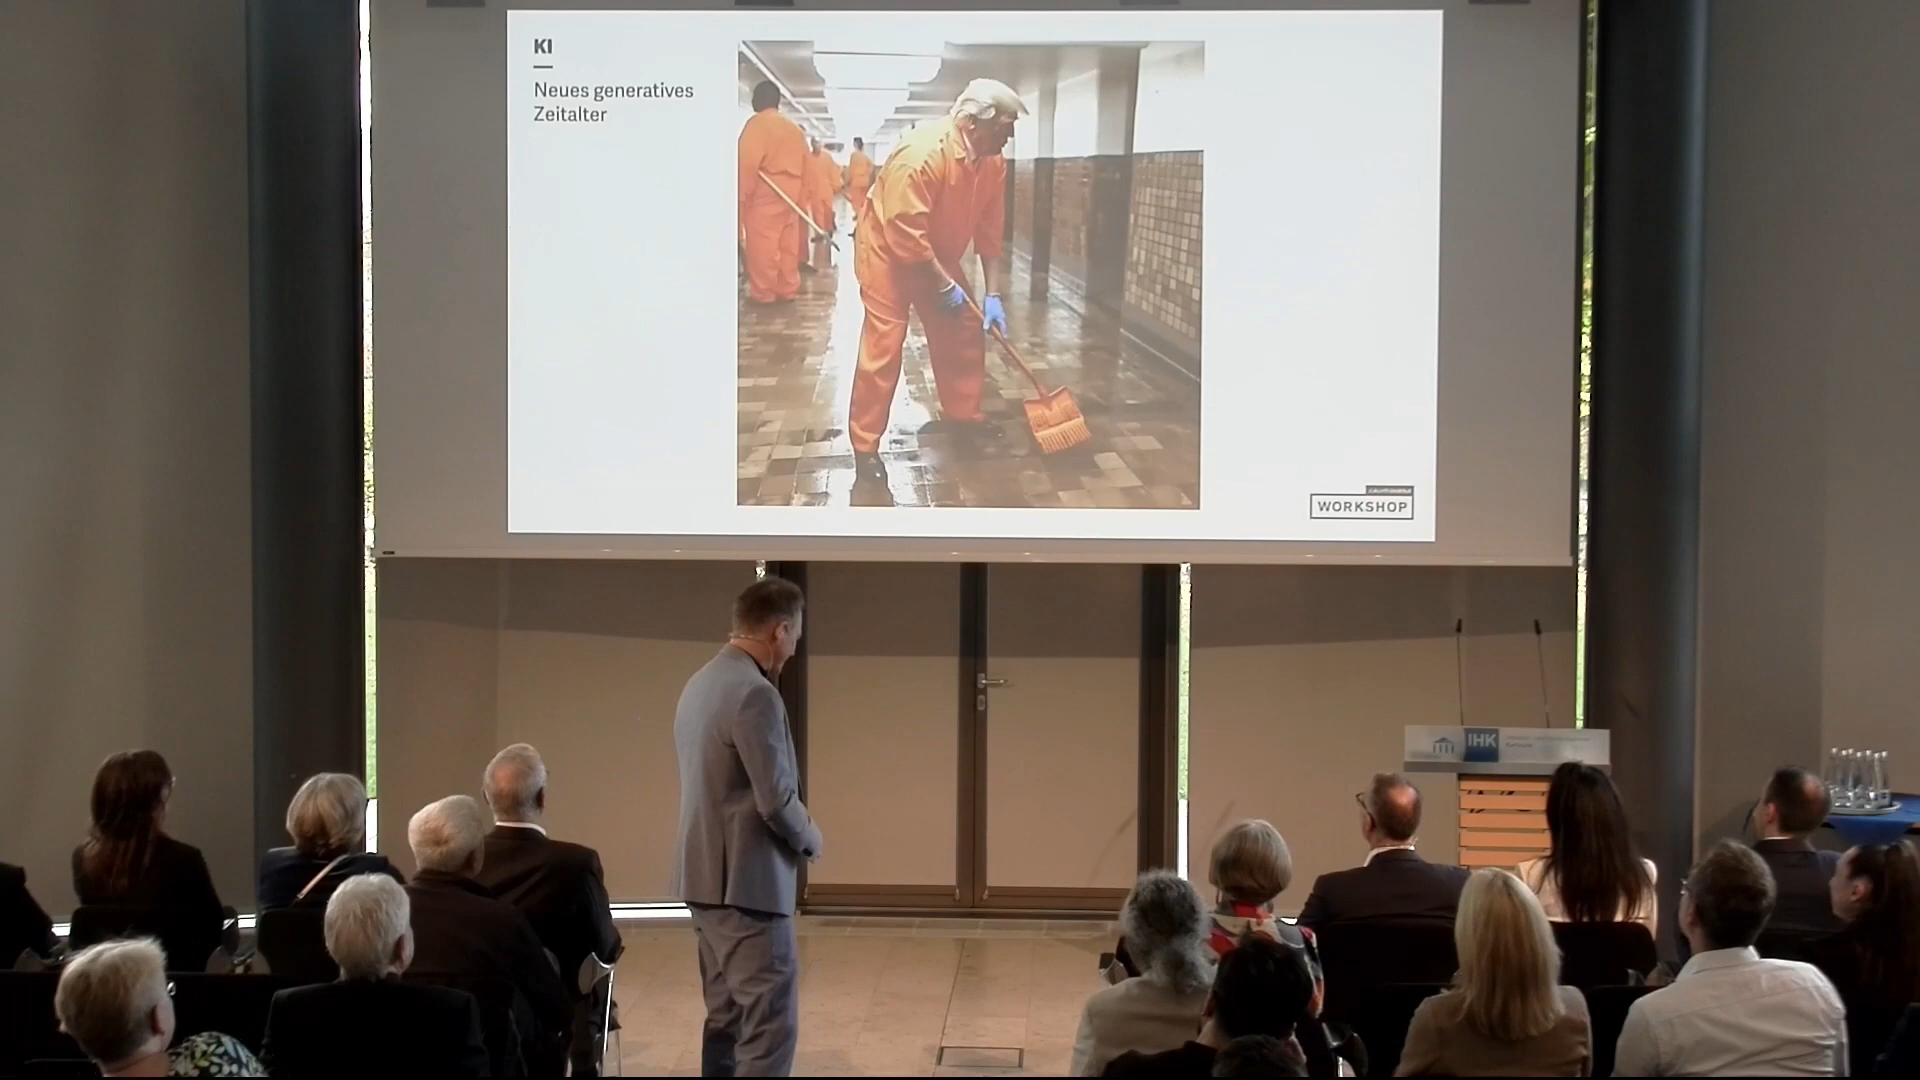 KI
Neues generatives
Zeitalter
WORKSHOP
IHK